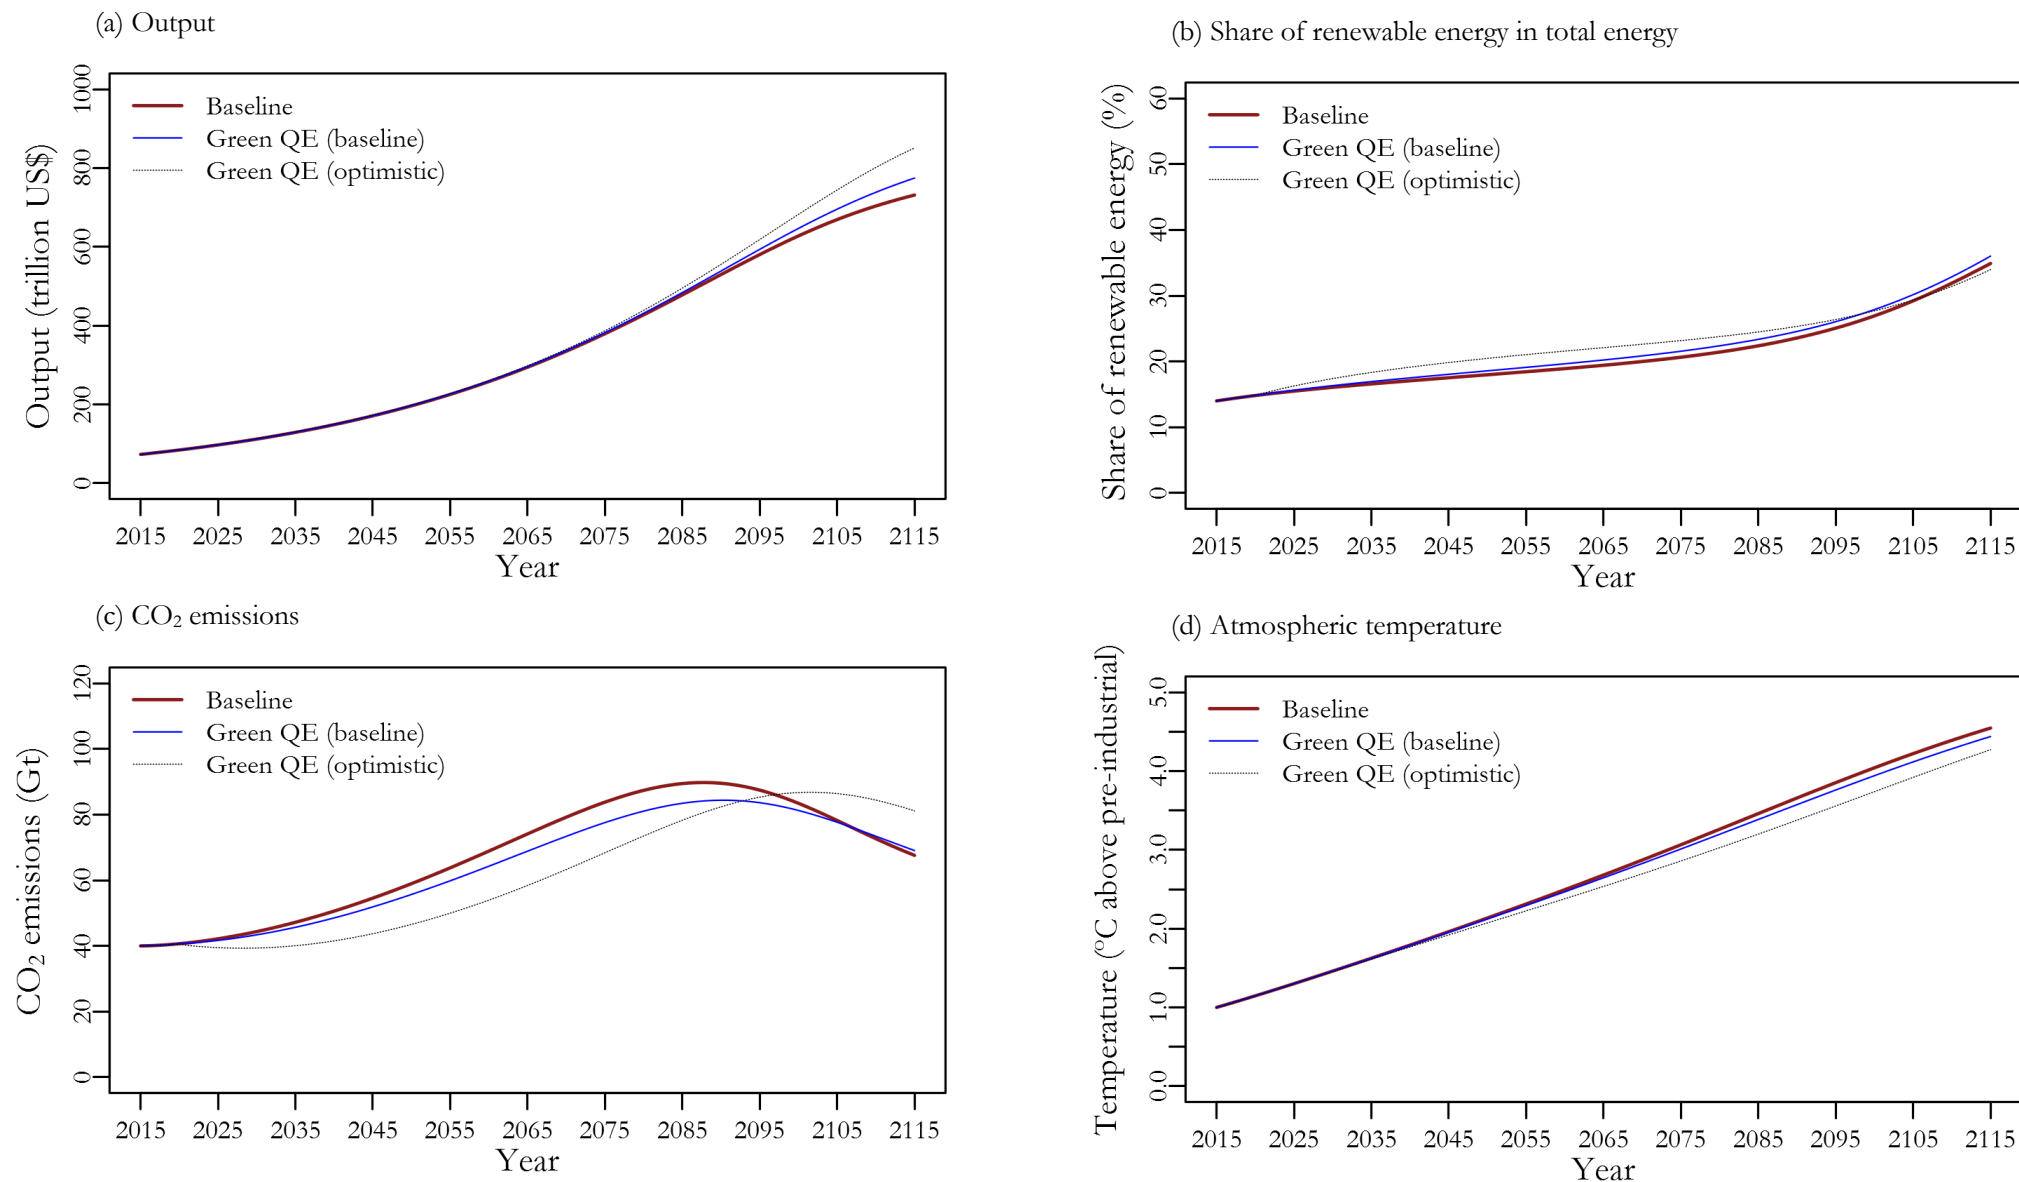 (a) Output
Output (trillion US$)
1000
800
600
400
200
0
Baseline
Green QE (baseline)
Green QE (optimistic)
2015 2025 2035 2045 2055 2065 2075 2085 2095 2105 2115
Year
(b) Share of renewable energy in total energy
Share of renewable energy (%)
60
50
40
30
20
10
0
Baseline
Green QE (baseline)
Green QE (optimistic)
2015 2025 2035 2045 2055 2065 2075 2085 2095 2105 2115
Year
(c) CO₂ emissions
CO₂ emissions (Gt)
120
100
80
60
40
20
0
Baseline
Green QE (baseline)
Green QE (optimistic)
2015 2025 2035 2045 2055 2065 2075 2085 2095 2105 2115
Year
(d) Atmospheric temperature
Temperature (°C above pre-industrial)
5.0
4.0
3.0
2.0
1.0
0.0
Baseline
Green QE (baseline)
Green QE (optimistic)
2015 2025 2035 2045 2055 2065 2075 2085 2095 2105 2115
Year